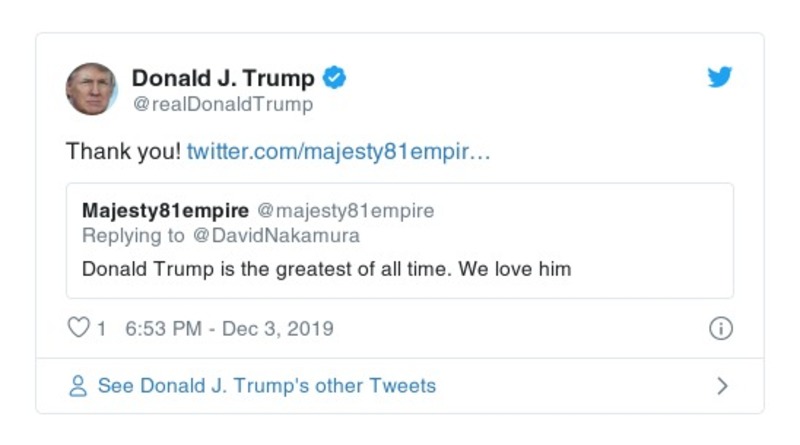 Donald J. Trump
@realDonaldTrump
Thank you! twitter.com/majesty81empir…
Majesty81empire @majesty81empire
Replying to @DavidNakamura
Donald Trump is the greatest of all time. We love him
1 6:53 PM - Dec 3, 2019
See Donald J. Trump's other Tweets